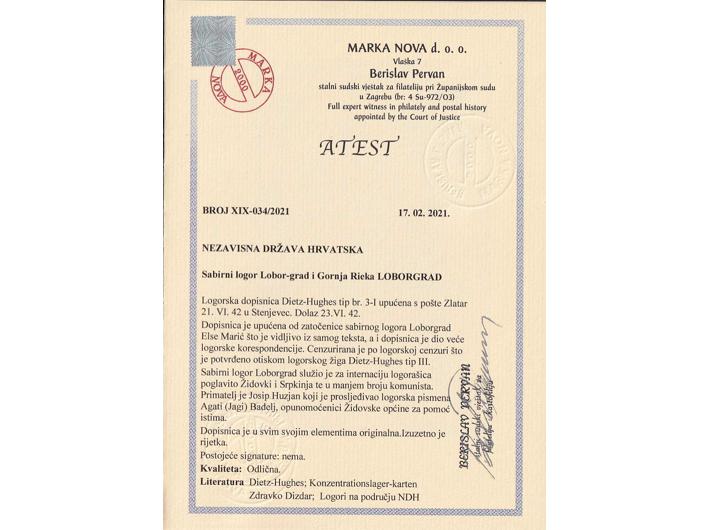 MARKA NOVA d. o. o.
Vlaška 7
Berislav Pervan
stalni sudski vještak za filateliju pri Županijskom sudu
u Zagrebu (br: 4 Su-972/03)
Full expert witness in philately and postal history
appointed by the Court of Justice
MARKA
2000
NOVA
ATEST
BROJ XIX-034/2021 17. 02. 2021.
NEZAVISNA DRŽAVA HRVATSKA
Sabirni logor Lobor-grad i Gornja Rieka LOBORGRAD
Logorska dopisnica Dietz-Hughes tip br. 3-I upućena s pošte Zlatar
21. VI. 42 u Stenjevec. Dolaz 23.VI. 42.
Dopisnica je upućena od zatočenice sabirnog logora Loborgrad
Else Marić što je vidljivo iz samog teksta, a i dopisnica je dio veće
logorske korespondencije. Cenzurirana je po logorskoj cenzuri što
je potvrđeno otiskom logorskog žiga Dietz-Hughes tip III.
Sabirni logor Loborgrad služio je za internaciju logorašica
poglavito Židovki i Srpkinja te u manjem broju komunista.
Primatelj je Josip Huzjan koji je prosljeđivao logorska pismena
Agati (Jagi) Badelj, opunomoćenici Židovske općine za pomoć
istima.
Dopisnica je u svim svojim elementima originalna.Izuzetno je
rijetka.
Postojeće signature: nema.
Kvaliteta: Odlična.
Literatura Dietz-Hughes; Konzentrationslager-karten
Zdravko Dizdar; Logori na području NDH
BERISLAV PERVAN
stalni sudski vještak za